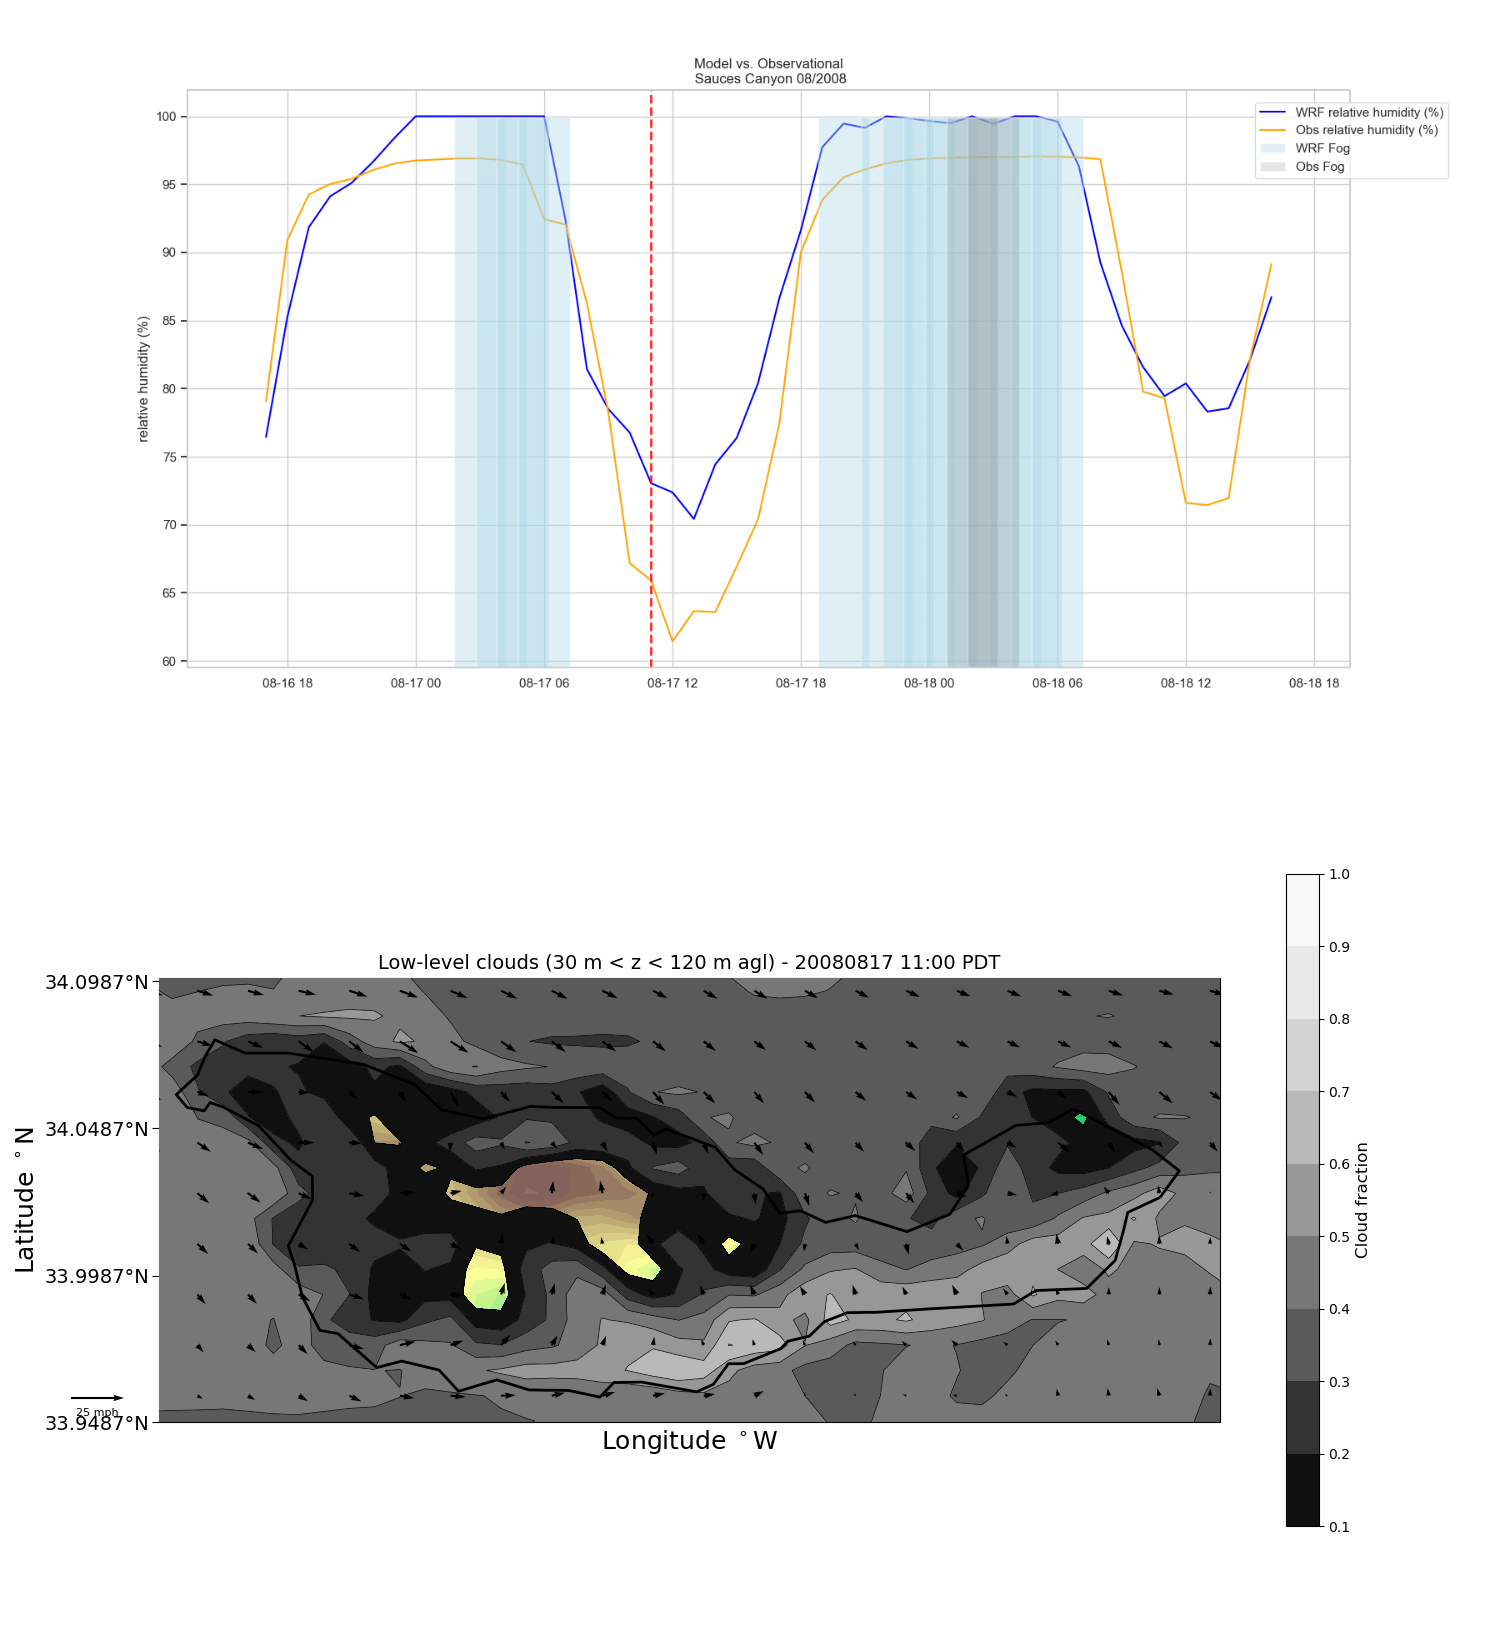 Model vs. Observational
Sauces Canyon 08/2008
100
95
90
85
80
75
70
65
60
relative humidity (%)
WRF relative humidity (%)
Obs relative humidity (%)
WRF Fog
Obs Fog
08-16 18
08-17 00
08-17 06
08-17 12
08-17 18
08-18 00
08-18 06
08-18 12
08-18 18
Low-level clouds (30 m < z < 120 m agl) - 20080817 11:00 PDT
34.0987°N
34.0487°N
33.9987°N
33.9487°N
Latitude °N
25 mph
Longitude °W
1.0
0.9
0.8
0.7
0.6
0.5
0.4
0.3
0.2
0.1
Cloud fraction